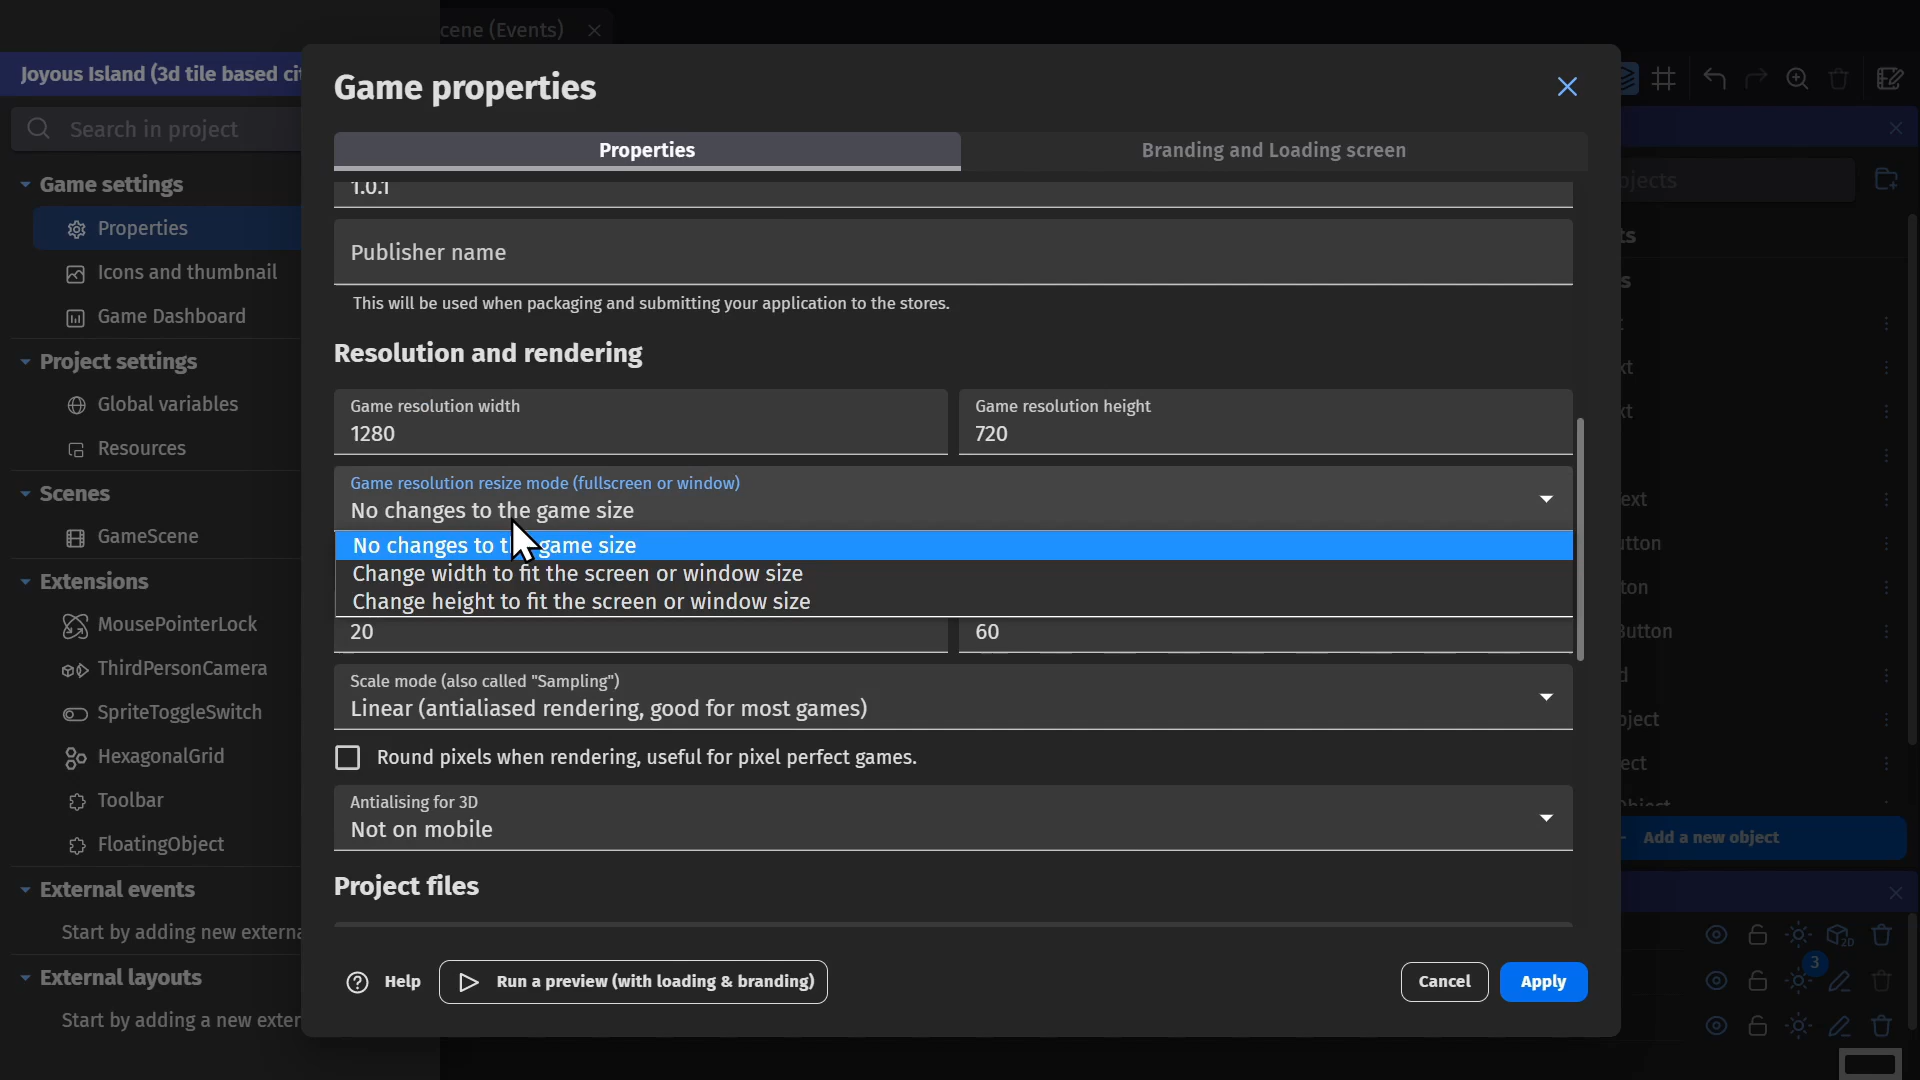 cene (Events)
Joyous Island (3d tile based cit
Search in project
Game settings
Properties
Icons and thumbnail
Game Dashboard
Project settings
Global variables
Resources
Scenes
GameScene
Extensions
MousePointerLock
ThirdPersonCamera
SpriteToggleSwitch
HexagonalGrid
Toolbar
FloatingObject
External events
Start by adding new externa
External layouts
Start by adding a new exter
Game properties
Properties
Branding and Loading screen
1.0.1
Publisher name
This will be used when packaging and submitting your application to the stores.
Resolution and rendering
Game resolution width
1280
Game resolution height
720
Game resolution resize mode (fullscreen or window)
No changes to the game size
No changes to the game size
Change width to fit the screen or window size
Change height to fit the screen or window size
20
60
Scale mode (also called "Sampling")
Linear (antialiased rendering, good for most games)
Round pixels when rendering, useful for pixel perfect games.
Antialising for 3D
Not on mobile
Project files
Help
Run a preview (with loading & branding)
Cancel
Apply
bjects
Add a new object
2D
3